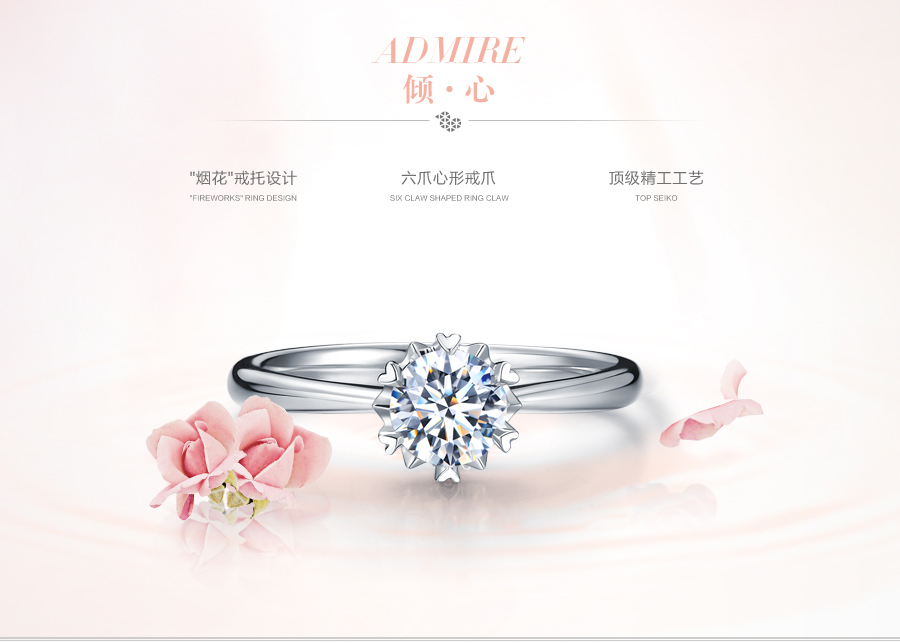 ADMIRE
倾·心
"烟花"戒托设计
"FIREWORKS" RING DESIGN
六爪心形戒爪
SIX CLAW SHAPED RING CLAW
顶级精工工艺
TOP SEIKO